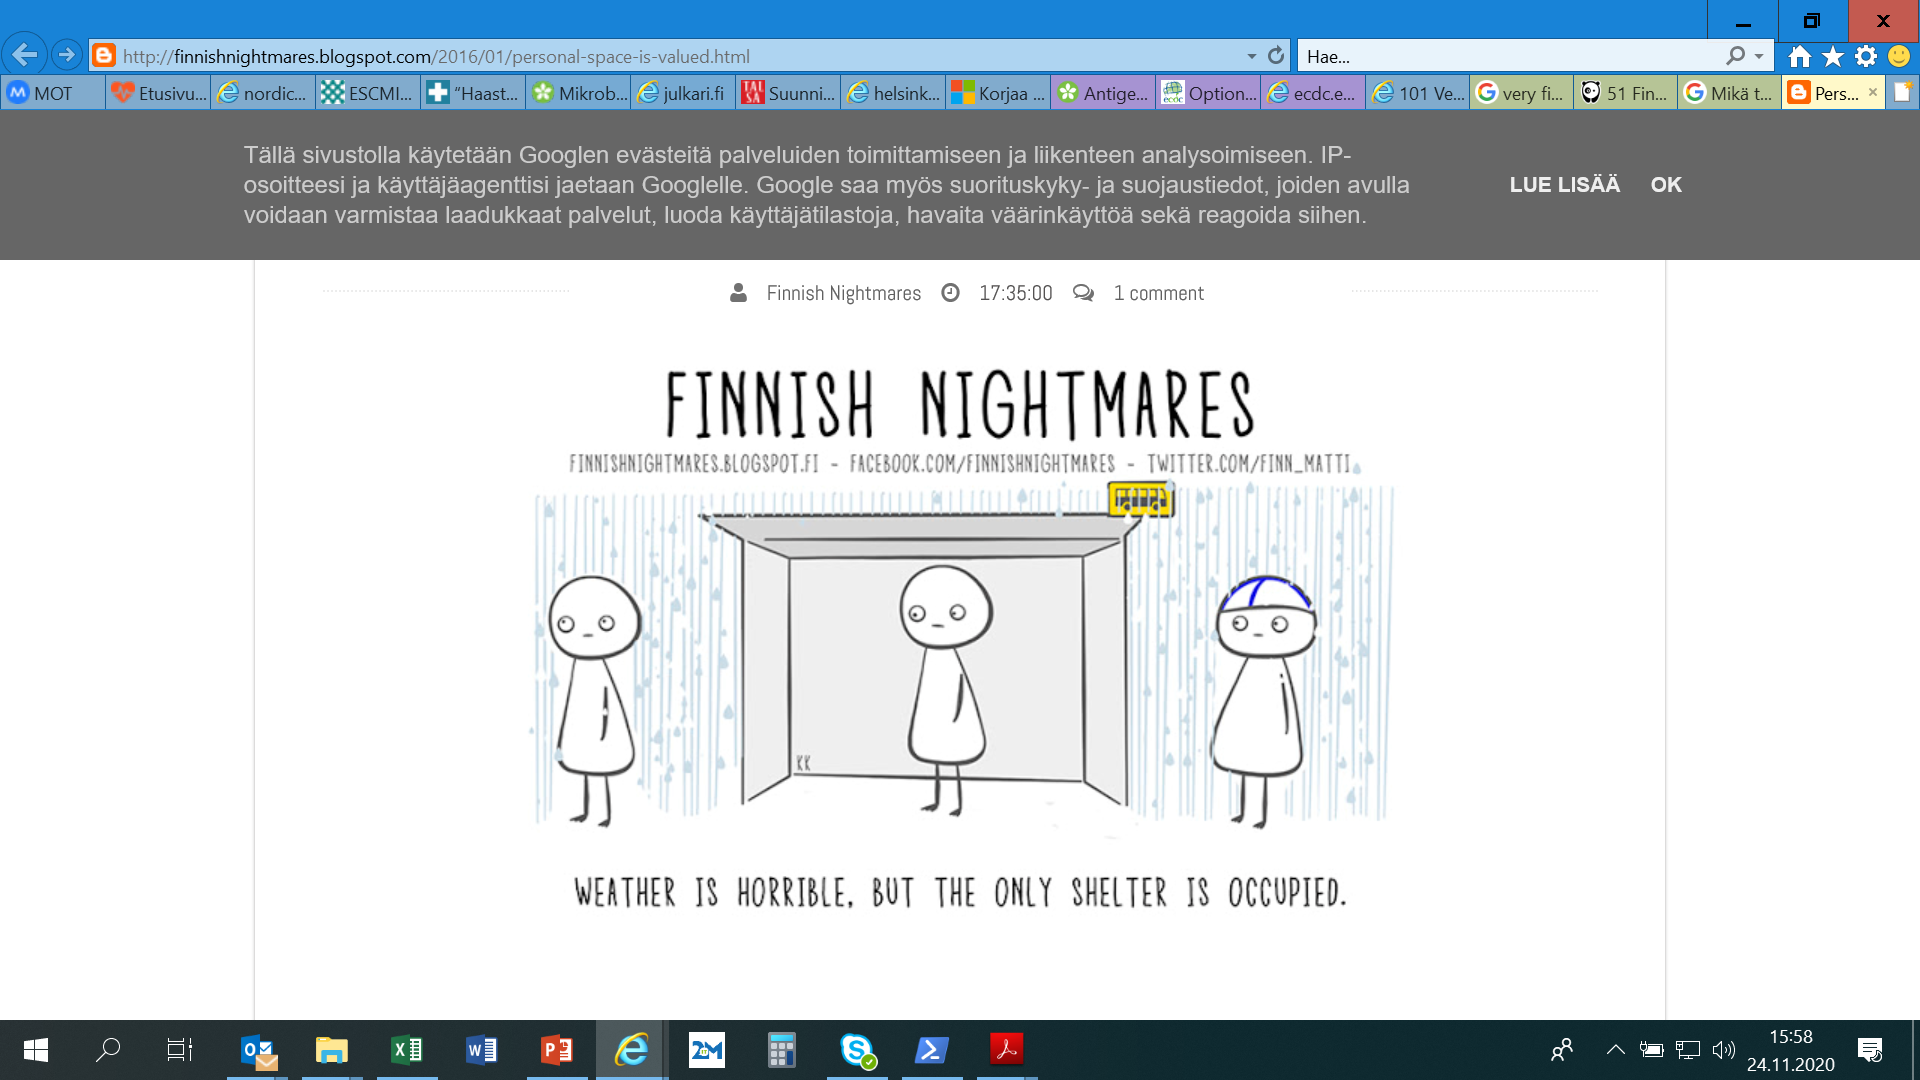 http://finnishnightmares.blogspot.com/2016/01/personal-space-is-valued.html
Hae...
MOT
Etusivu...
nordic...
ESCMI...
“Haast...
Mikrob...
julkari.fi
Suunni...
helsink...
Korjaa ...
Antige...
Option...
ecdc.e...
101 Ve...
very fi...
51 Fin...
Mikä t...
Pers...
Tällä sivustolla käytetään Googlen evästeitä palveluiden toimittamiseen ja liikenteen analysoimiseen. IP-
osoitteesi ja käyttäjäagenttisi jaetaan Googlelle. Google saa myös suorituskyky- ja suojaustiedot, joiden avulla
voidaan varmistaa laadukkaat palvelut, luoda käyttäjätilastoja, havaita väärinkäyttöä sekä reagoida siihen.
LUE LISÄÄ
OK
Finnish Nightmares 17:35:00 1 comment
FINNISH NIGHTMARES
FINNISHNIGHTMARES.BLOGSPOT.FI - FACEBOOK.COM/FINNISHNIGHTMARES - TWITTER.COM/FINN_MATTI
KK
WEATHER IS HORRIBLE, BUT THE ONLY SHELTER IS OCCUPIED.
15:58
24.11.2020